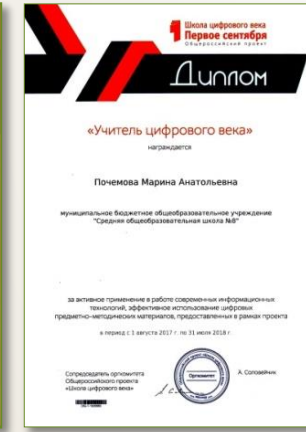 Школа цифрового века
Первое сентября
Общероссийский проект
Диплом
«Учитель цифрового века»
награждается
Почемова Марина Анатольевна
муниципальное бюджетное общеобразовательное учреждение
"Средняя общеобразовательная школа №8"
за активное применение в работе современных информационных
технологий, эффективное использование цифровых
предметно-методических материалов, предоставленных в рамках проекта
в период с 1 августа 2017 г. по 31 июля 2018 г.
Сопредседатель оргкомитета
Общероссийского проекта
«Школа цифрового века»
Оргкомитет
А. Соловейчик